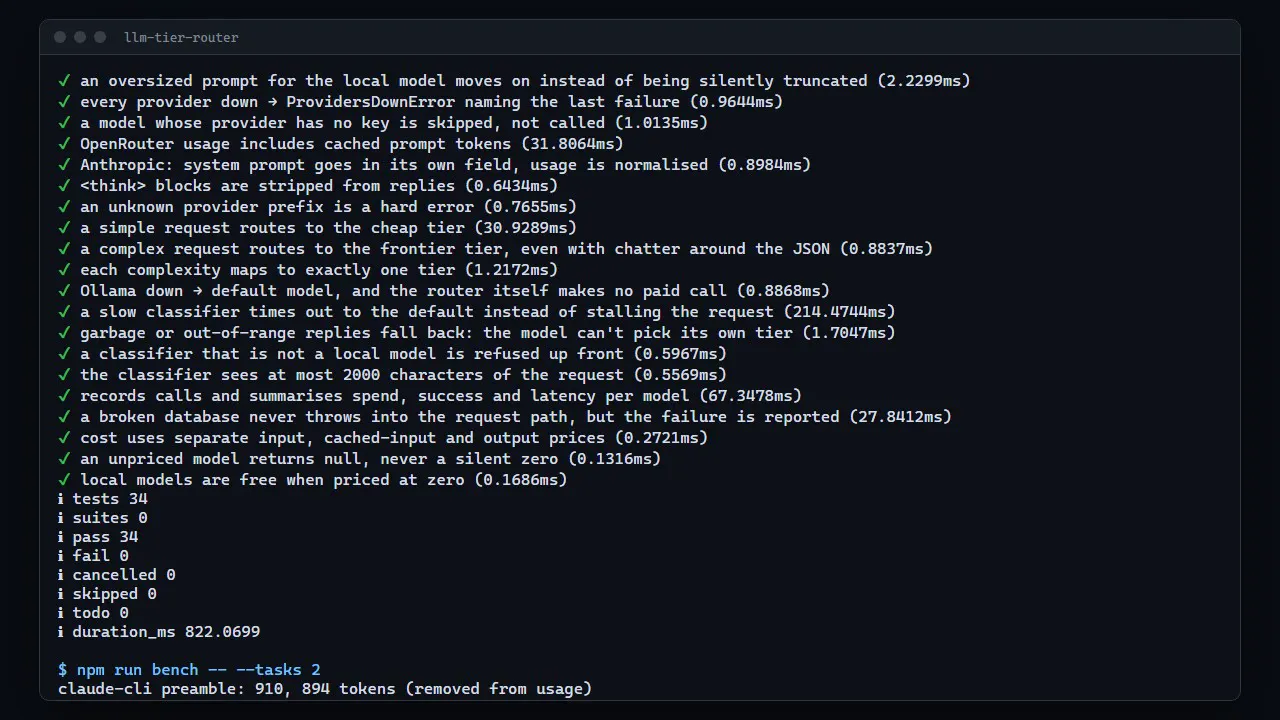 llm-tier-router
✓ an oversized prompt for the local model moves on instead of being silently truncated (2.2299ms)
✓ every provider down → ProvidersDownError naming the last failure (0.9644ms)
✓ a model whose provider has no key is skipped, not called (1.0135ms)
✓ OpenRouter usage includes cached prompt tokens (31.8064ms)
✓ Anthropic: system prompt goes in its own field, usage is normalised (0.8984ms)
✓ <think> blocks are stripped from replies (0.6434ms)
✓ an unknown provider prefix is a hard error (0.7655ms)
✓ a simple request routes to the cheap tier (30.9289ms)
✓ a complex request routes to the frontier tier, even with chatter around the JSON (0.8837ms)
✓ each complexity maps to exactly one tier (1.2172ms)
✓ Ollama down → default model, and the router itself makes no paid call (0.8868ms)
✓ a slow classifier times out to the default instead of stalling the request (214.4744ms)
✓ garbage or out-of-range replies fall back: the model can't pick its own tier (1.7047ms)
✓ a classifier that is not a local model is refused up front (0.5967ms)
✓ the classifier sees at most 2000 characters of the request (0.5569ms)
✓ records calls and summarises spend, success and latency per model (67.3478ms)
✓ a broken database never throws into the request path, but the failure is reported (27.8412ms)
✓ cost uses separate input, cached-input and output prices (0.2721ms)
✓ an unpriced model returns null, never a silent zero (0.1316ms)
✓ local models are free when priced at zero (0.1686ms)
ℹ tests 34
ℹ suites 0
ℹ pass 34
ℹ fail 0
ℹ cancelled 0
ℹ skipped 0
ℹ todo 0
ℹ duration_ms 822.0699
$ npm run bench -- --tasks 2
claude-cli preamble: 910, 894 tokens (removed from usage)